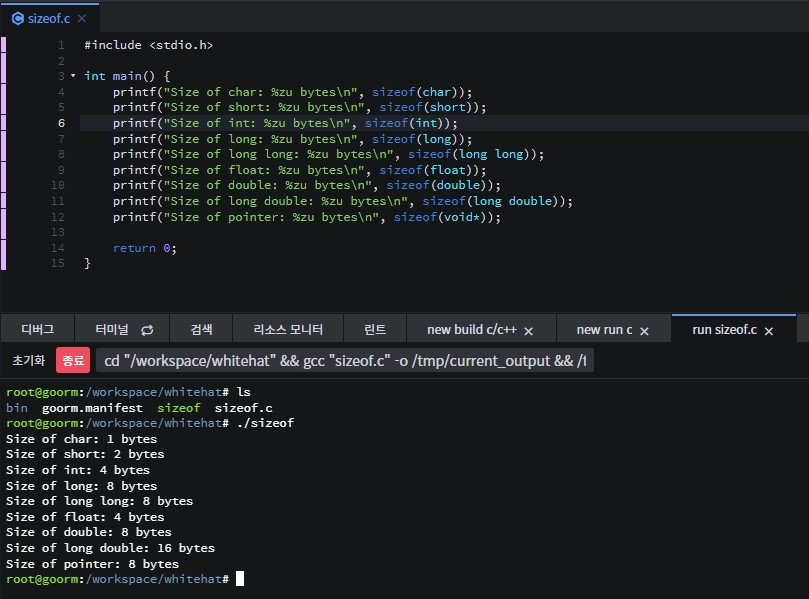 sizeof.c
1 #include <stdio.h>
2
3 int main() {
4 printf("Size of char: %zu bytes\n", sizeof(char));
5 printf("Size of short: %zu bytes\n", sizeof(short));
6 printf("Size of int: %zu bytes\n", sizeof(int));
7 printf("Size of long: %zu bytes\n", sizeof(long));
8 printf("Size of long long: %zu bytes\n", sizeof(long long));
9 printf("Size of float: %zu bytes\n", sizeof(float));
10 printf("Size of double: %zu bytes\n", sizeof(double));
11 printf("Size of long double: %zu bytes\n", sizeof(long double));
12 printf("Size of pointer: %zu bytes\n", sizeof(void*));
13
14 return 0;
15 }
디버그 터미널 검색 리소스 모니터 린트 new build c/c++ new run c run sizeof.c
초기화 종료 cd "/workspace/whitehat" && gcc "sizeof.c" -o /tmp/current_output && /t
root@goorm:/workspace/whitehat# ls
bin goorm.manifest sizeof sizeof.c
root@goorm:/workspace/whitehat# ./sizeof
Size of char: 1 bytes
Size of short: 2 bytes
Size of int: 4 bytes
Size of long: 8 bytes
Size of long long: 8 bytes
Size of float: 4 bytes
Size of double: 8 bytes
Size of long double: 16 bytes
Size of pointer: 8 bytes
root@goorm:/workspace/whitehat#